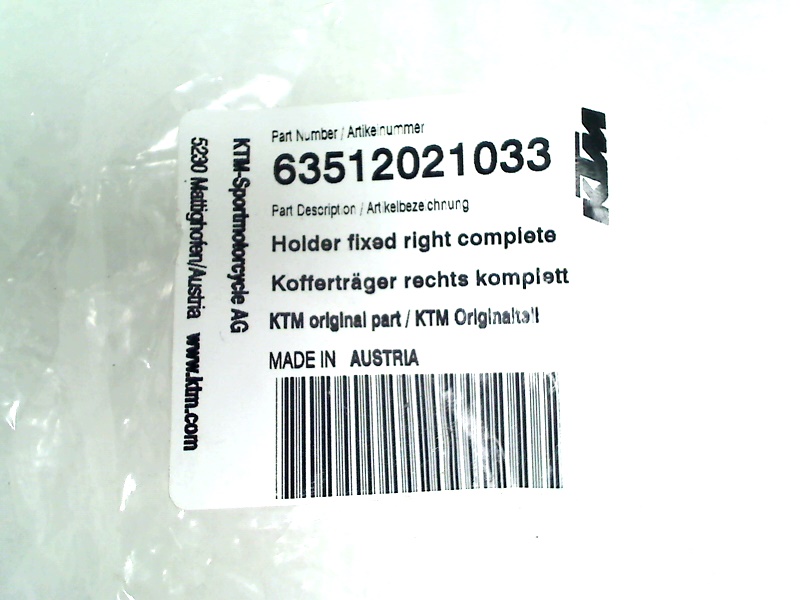 Part Number / Artikelnummer
63512021033
Part Description / Artikelbezeichnung
Holder fixed right complete
Kofferträger rechts komplett
KTM original part / KTM Originalteil
MADE IN AUSTRIA
KTM-Sportmotorcycle AG
5230 Mattighofen/Austria www.ktm.com
KTM